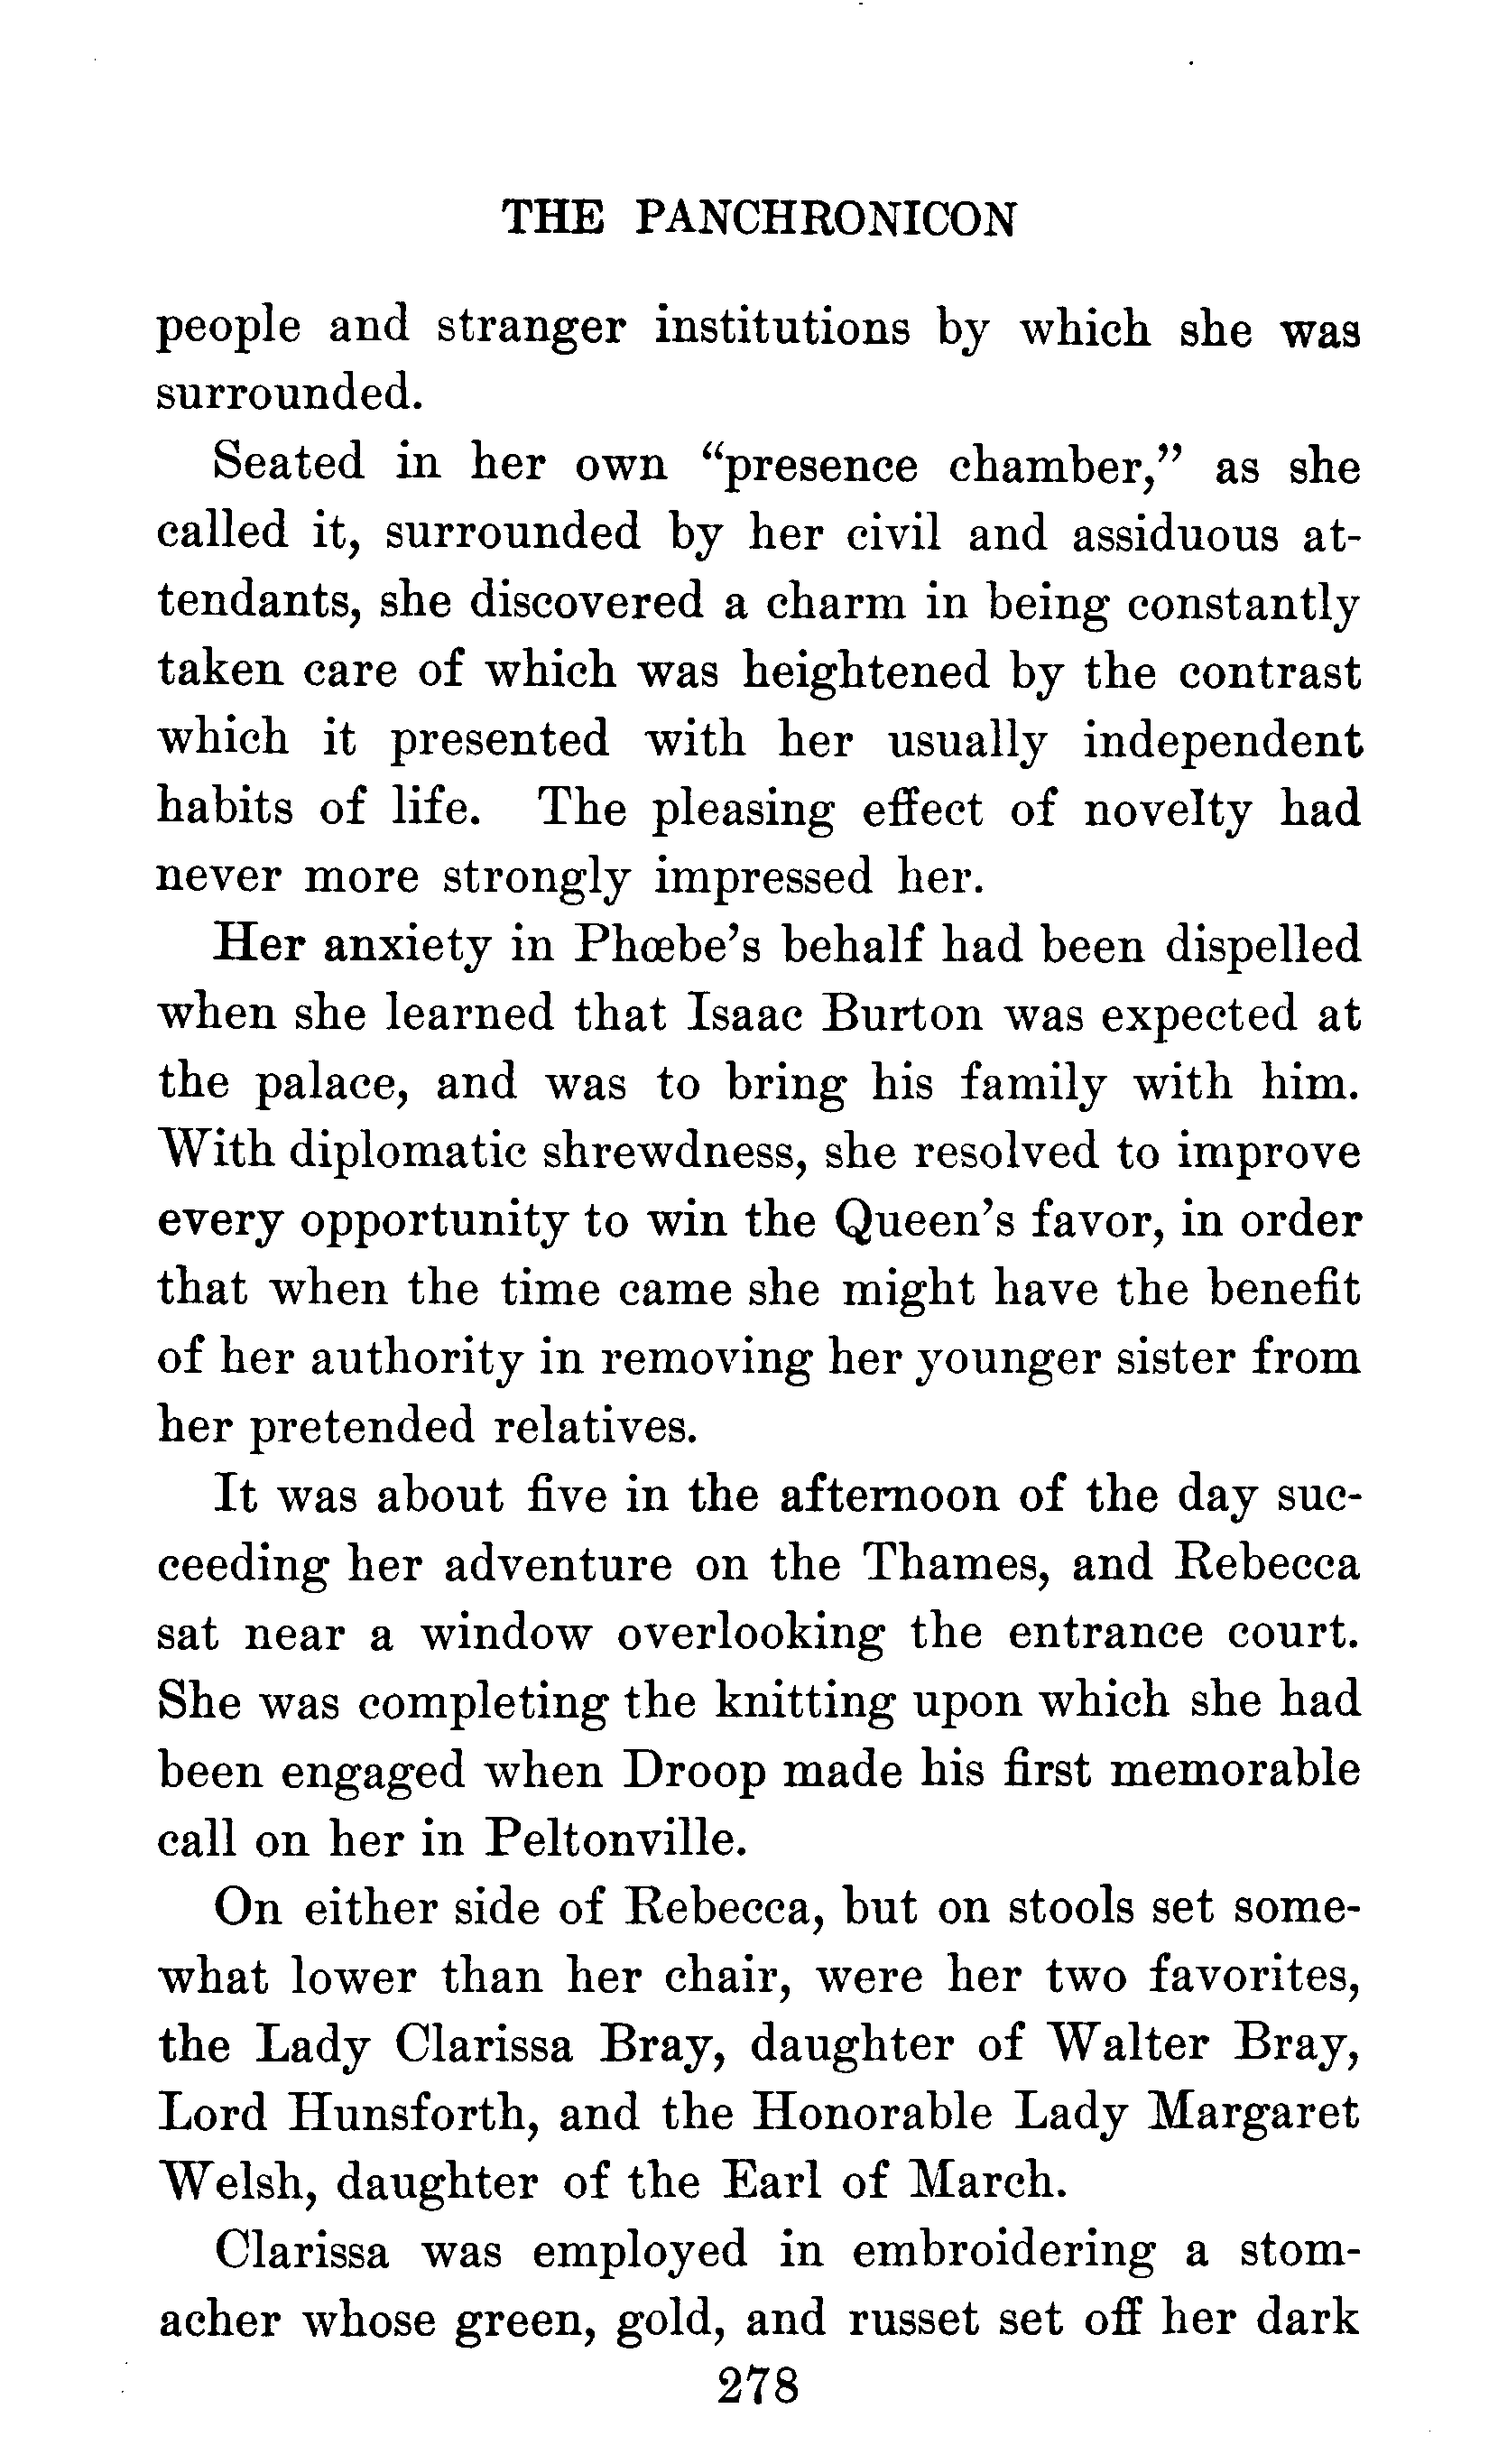 THE PANCHRONICON
people and stranger institutions by which she was
surrounded.
Seated in her own “presence chamber,” as she
called it, surrounded by her civil and assiduous at-
tendants, she discovered a charm in being constantly
taken care of which was heightened by the contrast
which it presented with her usually independent
habits of life. The pleasing effect of novelty had
never more strongly impressed her.
Her anxiety in Phœbe’s behalf had been dispelled
when she learned that Isaac Burton was expected at
the palace, and was to bring his family with him.
With diplomatic shrewdness, she resolved to improve
every opportunity to win the Queen’s favor, in order
that when the time came she might have the benefit
of her authority in removing her younger sister from
her pretended relatives.
It was about five in the afternoon of the day suc-
ceeding her adventure on the Thames, and Rebecca
sat near a window overlooking the entrance court.
She was completing the knitting upon which she had
been engaged when Droop made his first memorable
call on her in Peltonville.
On either side of Rebecca, but on stools set some-
what lower than her chair, were her two favorites,
the Lady Clarissa Bray, daughter of Walter Bray,
Lord Hunsforth, and the Honorable Lady Margaret
Welsh, daughter of the Earl of March.
Clarissa was employed in embroidering a stom-
acher whose green, gold, and russet set off her dark
278